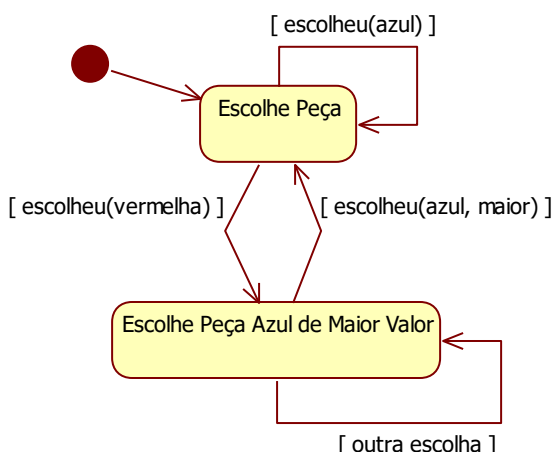 [ escolheu(azul) ]
Escolhe Peça
[ escolheu(vermelha) ]
[ escolheu(azul, maior) ]
Escolhe Peça Azul de Maior Valor
[ outra escolha ]